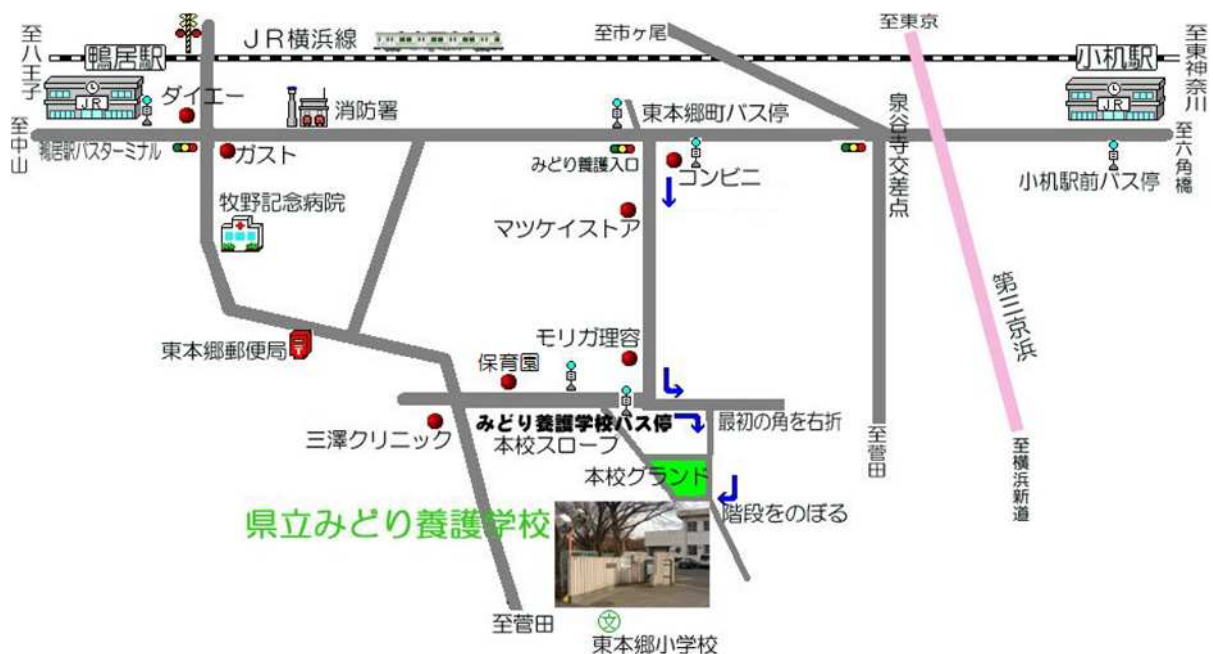 至八王子
鴨居駅
JR横浜線
至市ヶ尾
至東京
小机駅
至東神奈川
JR
ダイエー
消防署
東本郷町バス停
泉谷寺交差点
JR
至中山
鴨居駅バスターミナル
ガスト
みどり養護入口
コンビニ
小机駅前バス停
至六角橋
牧野記念病院
マツケイストア
第三京浜
東本郷郵便局
モリガ理容
保育園
三澤クリニック
みどり養護学校バス停
最初の角を右折
本校スロープ
至菅田
至横浜新道
本校グランド
階段をのぼる
県立みどり養護学校
至菅田
文
東本郷小学校